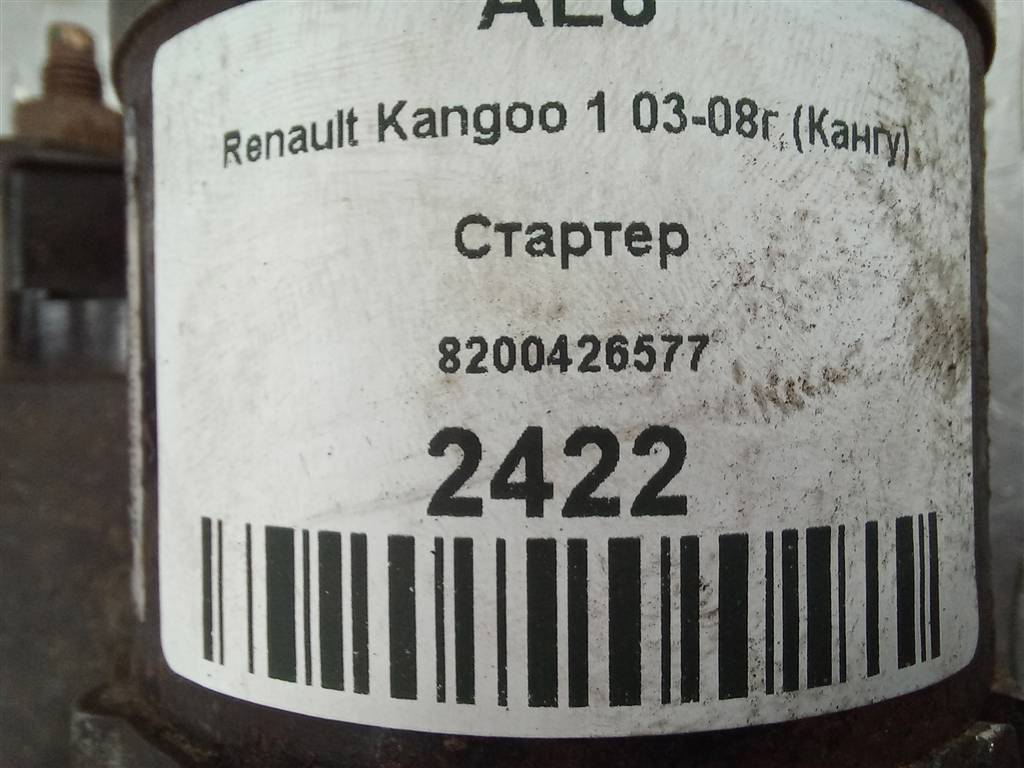 Renault Kangoo 1 03-08г. (Кангу)
Стартер
8200426577
2422